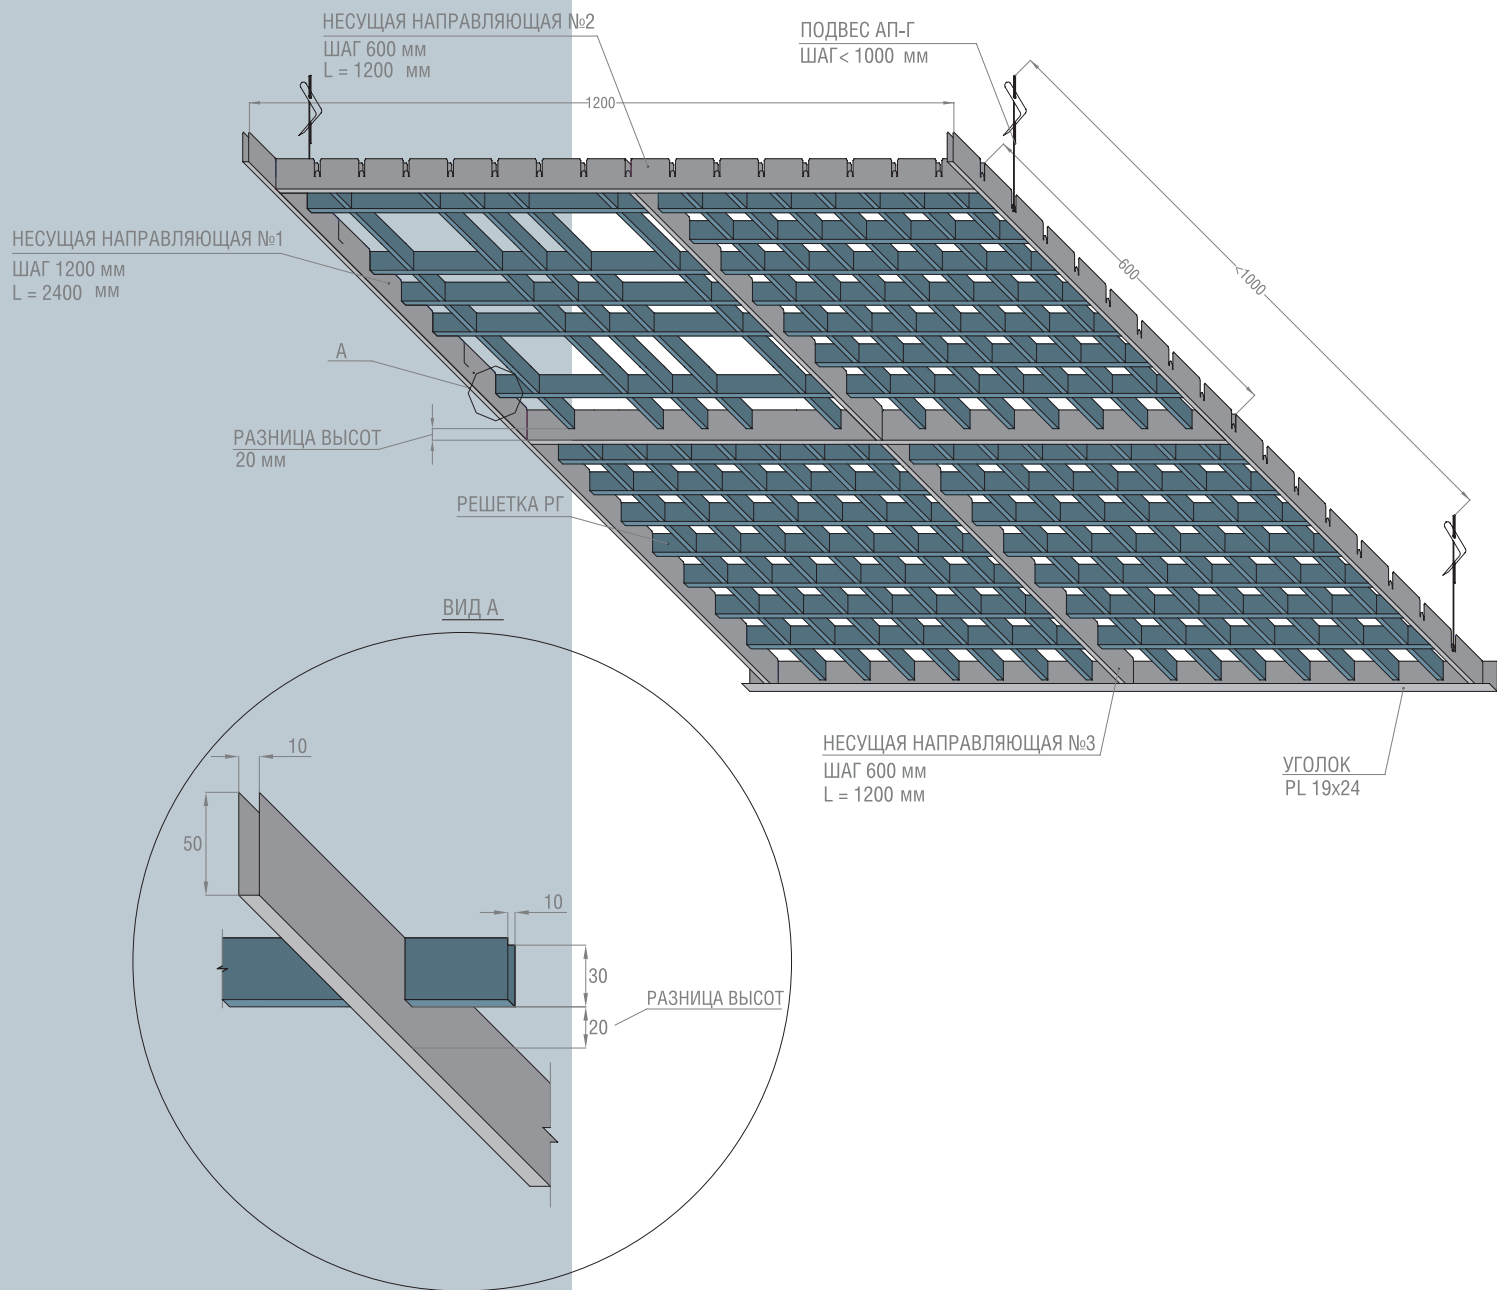 НЕСУЩАЯ НАПРАВЛЯЮЩАЯ №2
ШАГ 600 мм
L = 1200 мм
ПОДВЕС АП-Г
ШАГ< 1000 мм
1200
НЕСУЩАЯ НАПРАВЛЯЮЩАЯ №1
ШАГ 1200 мм
L = 2400 мм
600
<1000
А
РАЗНИЦА ВЫСОТ
20 мм
РЕШЕТКА РГ
ВИД А
НЕСУЩАЯ НАПРАВЛЯЮЩАЯ №3
ШАГ 600 мм
L = 1200 мм
УГОЛОК
PL 19x24
10
50
10
30
РАЗНИЦА ВЫСОТ
20